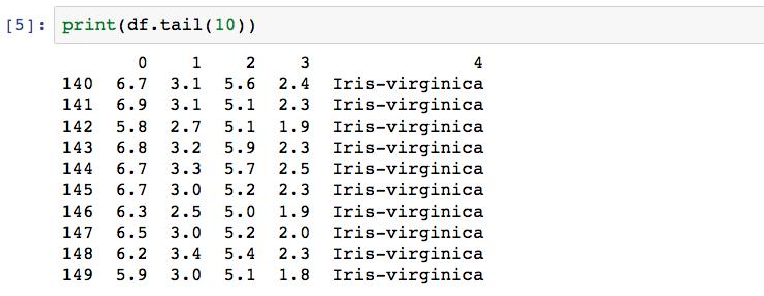 [5]: print(df.tail(10))
0 1 2 3 4
140 6.7 3.1 5.6 2.4 Iris-virginica
141 6.9 3.1 5.1 2.3 Iris-virginica
142 5.8 2.7 5.1 1.9 Iris-virginica
143 6.8 3.2 5.9 2.3 Iris-virginica
144 6.7 3.3 5.7 2.5 Iris-virginica
145 6.7 3.0 5.2 2.3 Iris-virginica
146 6.3 2.5 5.0 1.9 Iris-virginica
147 6.5 3.0 5.2 2.0 Iris-virginica
148 6.2 3.4 5.4 2.3 Iris-virginica
149 5.9 3.0 5.1 1.8 Iris-virginica